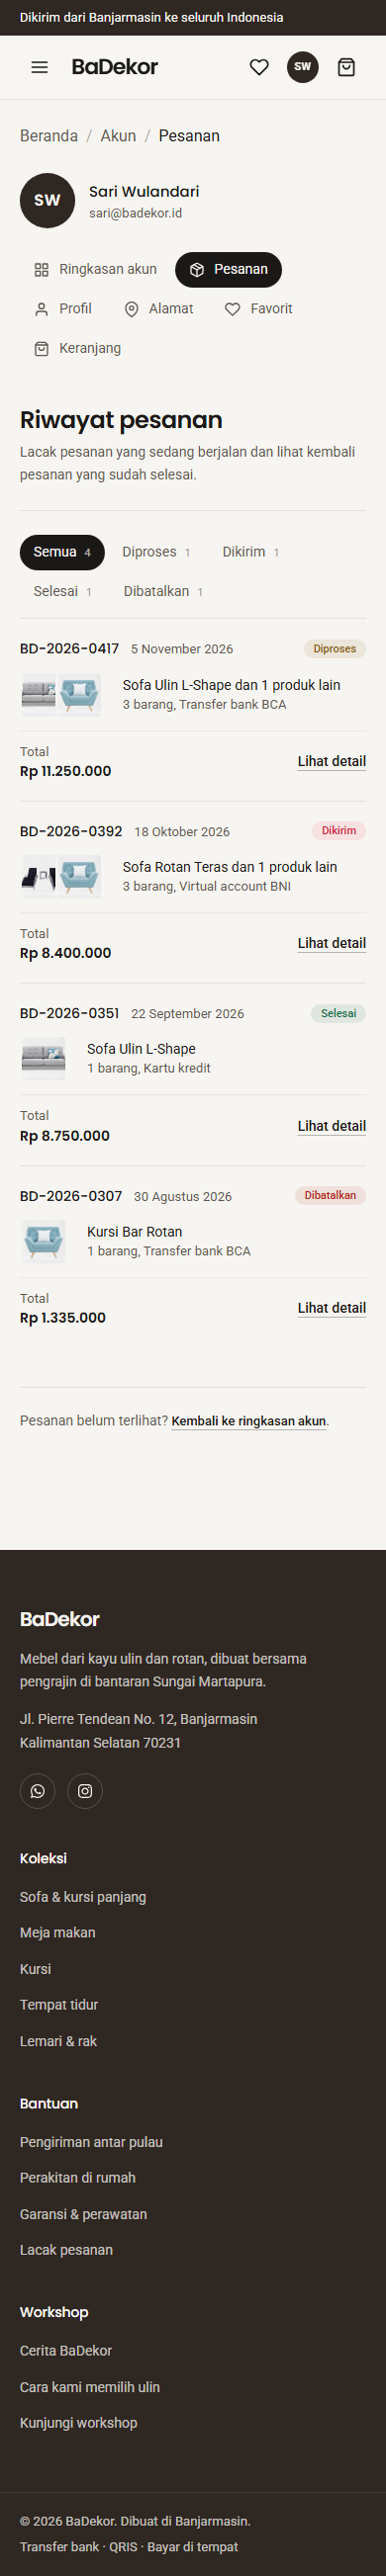 Dikirim dari Banjarmasin ke seluruh Indonesia
BaDekor
SW
Beranda / Akun / Pesanan
SW
Sari Wulandari
sari@badekor.id
Ringkasan akun
Pesanan
Profil
Alamat
Favorit
Keranjang
Riwayat pesanan
Lacak pesanan yang sedang berjalan dan lihat kembali
pesanan yang sudah selesai.
Semua 4
Diproses 1
Dikirim 1
Selesai 1
Dibatalkan 1
BD-2026-0417 5 November 2026 Diproses
Sofa Ulin L-Shape dan 1 produk lain
3 barang, Transfer bank BCA
Total
Rp 11.250.000
Lihat detail
BD-2026-0392 18 Oktober 2026 Dikirim
Sofa Rotan Teras dan 1 produk lain
3 barang, Virtual account BNI
Total
Rp 8.400.000
Lihat detail
BD-2026-0351 22 September 2026 Selesai
Sofa Ulin L-Shape
1 barang, Kartu kredit
Total
Rp 8.750.000
Lihat detail
BD-2026-0307 30 Agustus 2026 Dibatalkan
Kursi Bar Rotan
1 barang, Transfer bank BCA
Total
Rp 1.335.000
Lihat detail
Pesanan belum terlihat? Kembali ke ringkasan akun.
BaDekor
Mebel dari kayu ulin dan rotan, dibuat bersama
pengrajin di bantaran Sungai Martapura.
Jl. Pierre Tendean No. 12, Banjarmasin
Kalimantan Selatan 70231
Koleksi
Sofa & kursi panjang
Meja makan
Kursi
Tempat tidur
Lemari & rak
Bantuan
Pengiriman antar pulau
Perakitan di rumah
Garansi & perawatan
Lacak pesanan
Workshop
Cerita BaDekor
Cara kami memilih ulin
Kunjungi workshop
© 2026 BaDekor. Dibuat di Banjarmasin.
Transfer bank · QRIS · Bayar di tempat